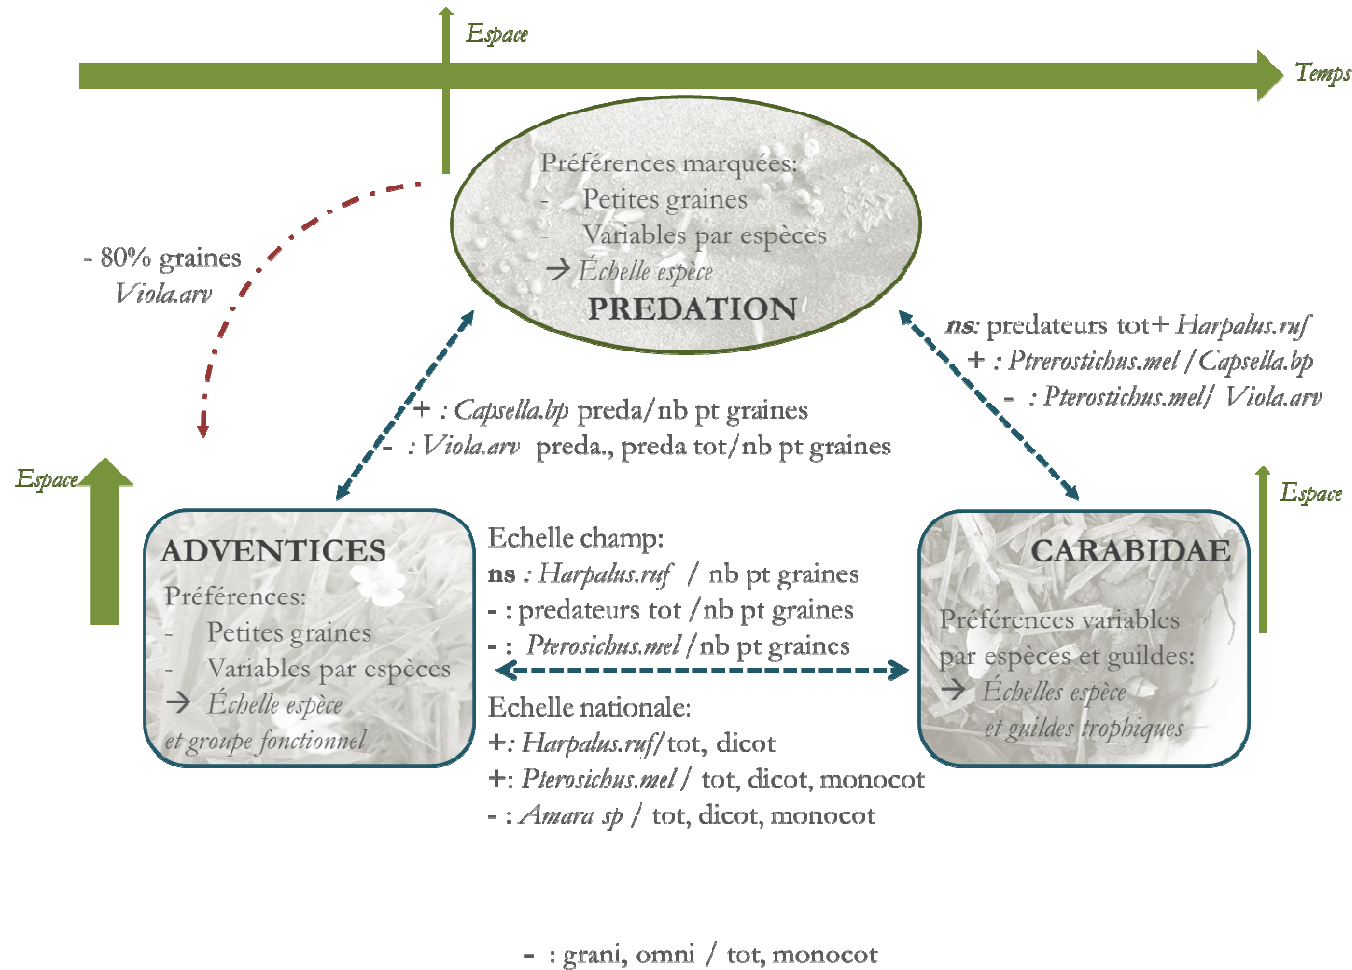 Espace
Temps
Préférences marquées:
- Petites graines
- Variables par espèces
→ Échelle espèce
PREDATION
- 80% graines
Viola.arv
ns: predateurs tot+ Harpalus.ruf
+ : Ptrerostichus.mel /Capsella.bp
- : Pterostichus.mel/ Viola.arv
+ : Capsella.bp preda/nb pt graines
- : Viola.arv preda., preda tot/nb pt graines
Espace
Espace
ADVENTICES
Préférences:
- Petites graines
- Variables par espèces
→ Échelle espèce
et groupe fonctionnel
Echelle champ:
ns : Harpalus.ruf / nb pt graines
- : predateurs tot /nb pt graines
- : Pterosichus.mel /nb pt graines
Echelle nationale:
+: Harpalus.ruf/tot, dicot
+: Pterosichus.mel / tot, dicot, monocot
- : Amara sp / tot, dicot, monocot
CARABIDAE
Préférences variables
par espèces et guildes:
→ Échelles espèce
et guildes trophiques
- : grani, omni / tot, monocot